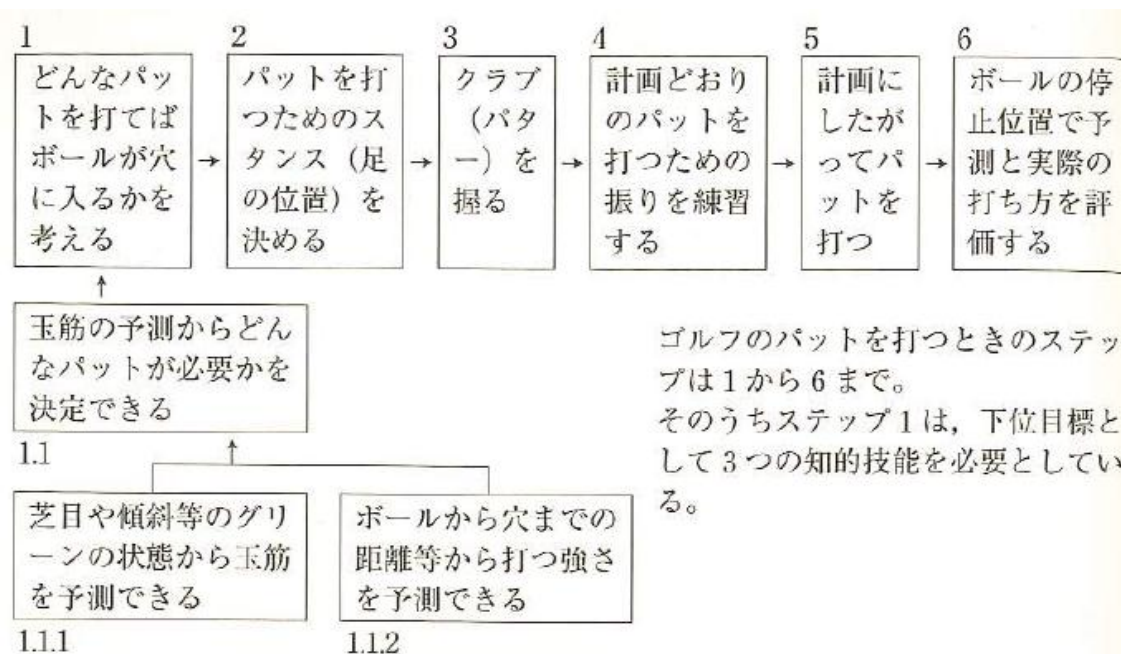 1
どんなパッ
トを打てば
ボールが穴
に入るかを
考える
→
2
パットを打
つためのス
タンス（足
の位置）を
決める
→
3
クラブ
（パタ
ー）を
握る
→
4
計画どおり
のパットを
打つための
振りを練習
する
→
5
計画に
したが
ってパ
ットを
打つ
→
6
ボールの停
止位置で予
測と実際の
打ち方を評
価する
↑
玉筋の予測からどん
なパットが必要かを
決定できる
1.1
↑
芝目や傾斜等のグリ
ーンの状態から玉筋
を予測できる
1.1.1
ボールから穴までの
距離等から打つ強さ
を予測できる
1.1.2
ゴルフのパットを打つときのステッ
プは1から6まで。
そのうちステップ1は，下位目標と
して3つの知的技能を必要としてい
る。